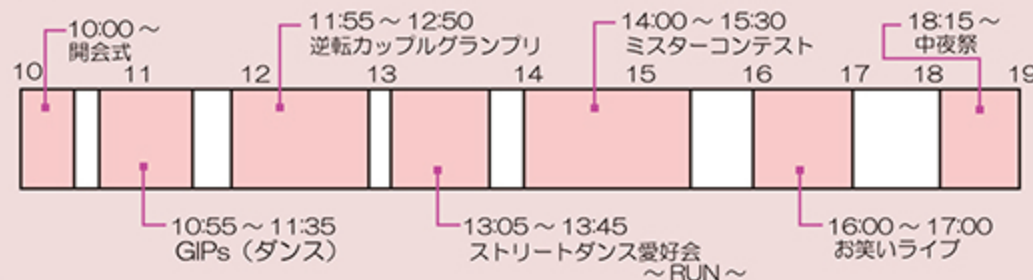 10:00～
開会式
11:55～12:50
逆転カップルグランプリ
14:00～15:30
ミスターコンテスト
18:15～
中夜祭
10 11 12 13 14 15 16 17 18 19
10:55～11:35
GIPs（ダンス）
13:05～13:45
ストリートダンス愛好会
～RUN～
16:00～17:00
お笑いライブ